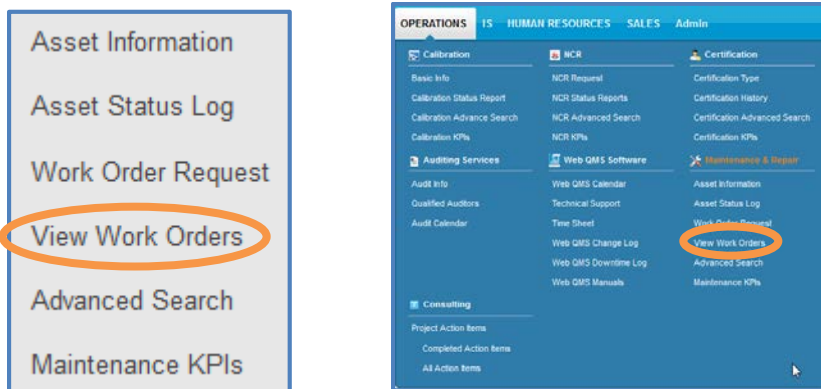 Asset Information
Asset Status Log
Work Order Request
View Work Orders
Advanced Search
Maintenance KPIs
OPERATIONS IS HUMAN RESOURCES SALES Admin
Calibration
Basic Info
Calibration Status Report
Calibration Advance Search
Calibration KPIs
NCR
NCR Request
NCR Status Reports
NCR Advanced Search
NCR KPIs
Certification
Certification Type
Certification History
Certification Advanced Search
Certification KPIs
Auditing Services
Audit Info
Qualified Auditors
Audit Calendar
Web QMS Software
Web QMS Calendar
Technical Support
Time Sheet
Web QMS Change Log
Web QMS Downtime Log
Web QMS Manuals
Maintenance & Repair
Asset Information
Asset Status Log
Work Order Request
View Work Orders
Advanced Search
Maintenance KPIs
Consulting
Project Action Items
Completed Action Items
All Action Items